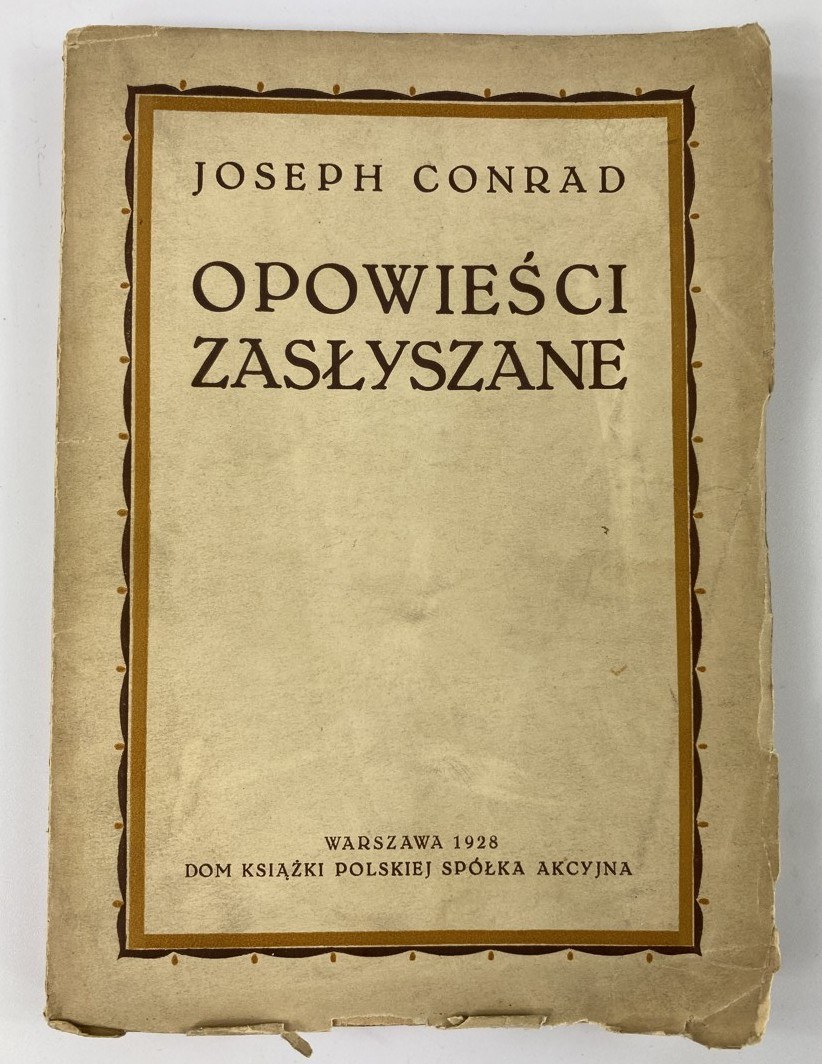 JOSEPH CONRAD
OPOWIEŚCI
ZASŁYSZANE
WARSZAWA 1928
DOM KSIĄŻKI POLSKIEJ SPÓŁKA AKCYJNA